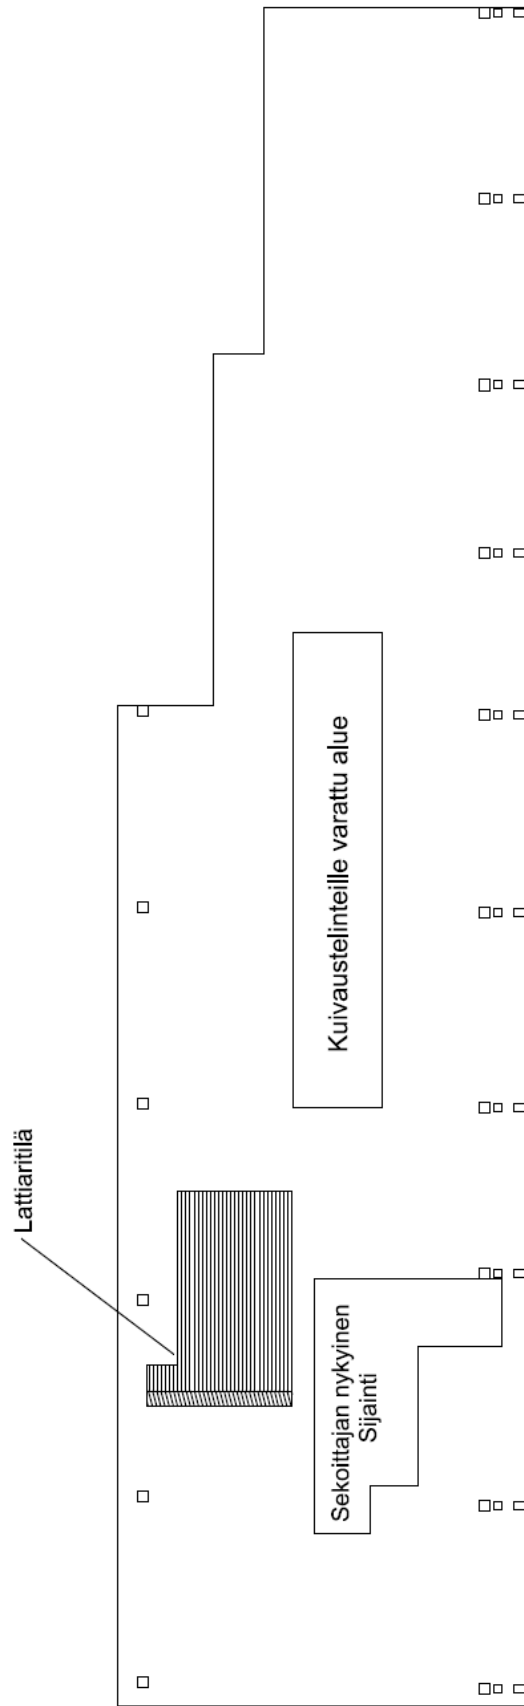 Lattiaritilä
Kuivaustelinteille varattu alue
Sekoittajan nykyinen
Sijainti